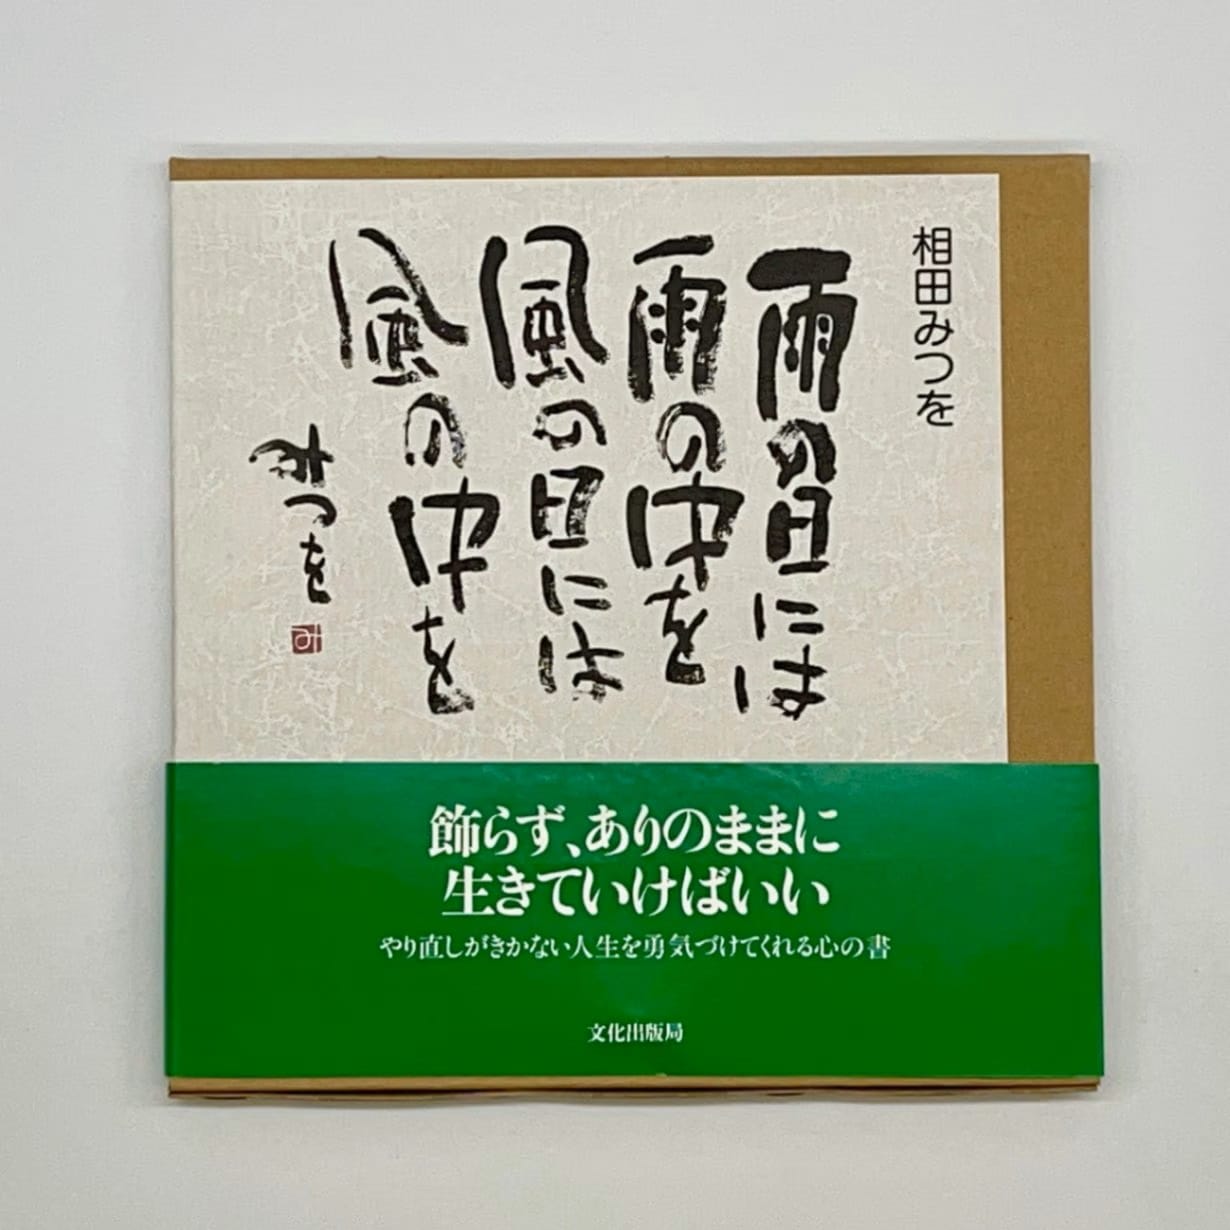 相田みつを
雨の日には
雨の中を
風の日には
風の中を
みつを
み
飾らず、ありのままに
生きていけばいい
やり直しがきかない人生を勇気づけてくれる心の書
文化出版局